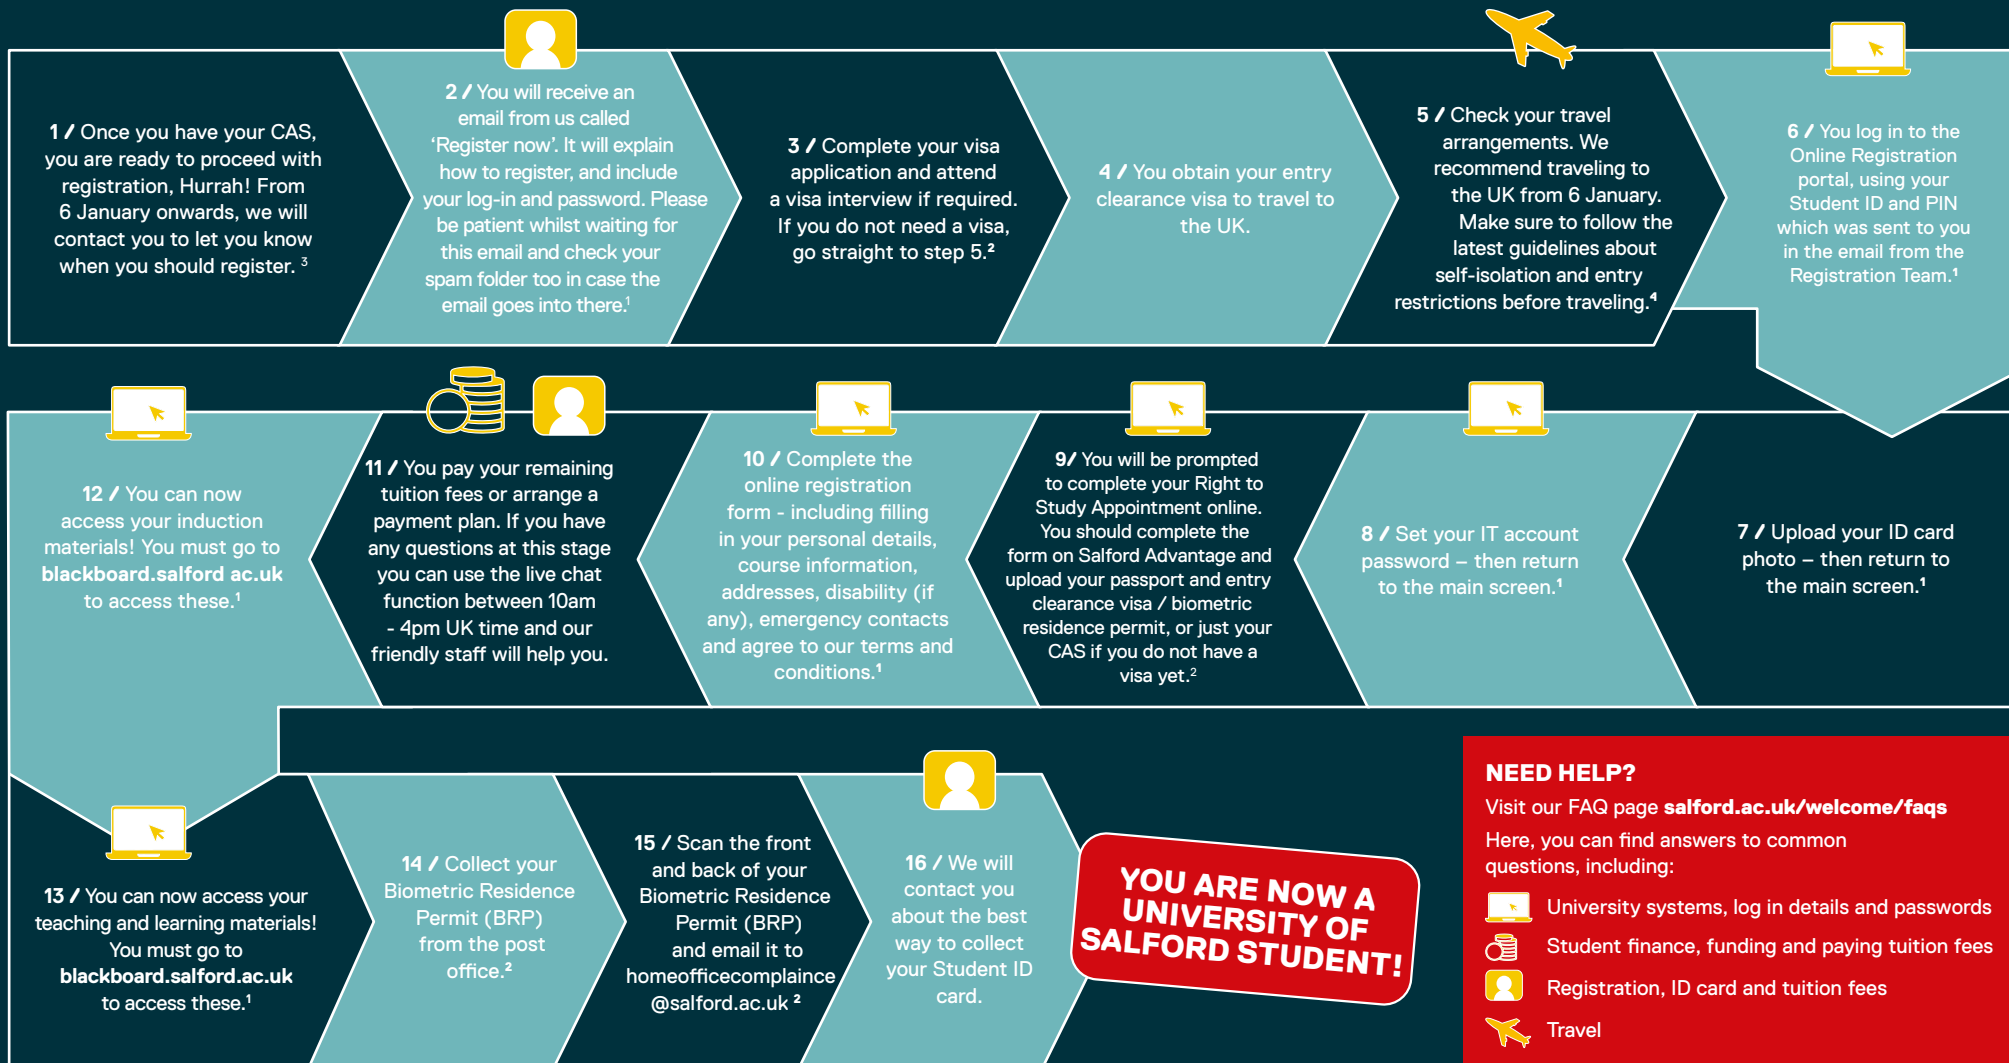 1 / Once you have your CAS,
you are ready to proceed with
registration, Hurrah! From
6 January onwards, we will
contact you to let you know
when you should register. 3
2 / You will receive an
email from us called
‘Register now’. It will explain
how to register, and include
your log-in and password. Please
be patient whilst waiting for
this email and check your
spam folder too in case the
email goes into there.1
3 / Complete your visa
application and attend
a visa interview if required.
If you do not need a visa,
go straight to step 5.2
4 / You obtain your entry
clearance visa to travel to
the UK.
5 / Check your travel
arrangements. We
recommend traveling to
the UK from 6 January.
Make sure to follow the
latest guidelines about
self-isolation and entry
restrictions before traveling.4
6 / You log in to the
Online Registration
portal, using your
Student ID and PIN
which was sent to you
in the email from the
Registration Team.1
7 / Upload your ID card
photo – then return to
the main screen.1
8 / Set your IT account
password – then return
to the main screen.1
9/ You will be prompted
to complete your Right to
Study Appointment online.
You should complete the
form on Salford Advantage and
upload your passport and entry
clearance visa / biometric
residence permit, or just your
CAS if you do not have a
visa yet.2
10 / Complete the
online registration
form - including filling
in your personal details,
course information,
addresses, disability (if
any), emergency contacts
and agree to our terms and
conditions.1
11 / You pay your remaining
tuition fees or arrange a
payment plan. If you have
any questions at this stage
you can use the live chat
function between 10am
- 4pm UK time and our
friendly staff will help you.
12 / You can now
access your induction
materials! You must go to
blackboard.salford ac.uk
to access these.1
13 / You can now access your
teaching and learning materials!
You must go to
blackboard.salford.ac.uk
to access these.1
14 / Collect your
Biometric Residence
Permit (BRP)
from the post
office.2
15 / Scan the front
and back of your
Biometric Residence
Permit (BRP)
and email it to
homeofficecomplaince
@salford.ac.uk 2
16 / We will
contact you
about the best
way to collect
your Student ID
card.
YOU ARE NOW A
UNIVERSITY OF
SALFORD STUDENT!
NEED HELP?
Visit our FAQ page salford.ac.uk/welcome/faqs
Here, you can find answers to common
questions, including:
University systems, log in details and passwords
Student finance, funding and paying tuition fees
Registration, ID card and tuition fees
Travel